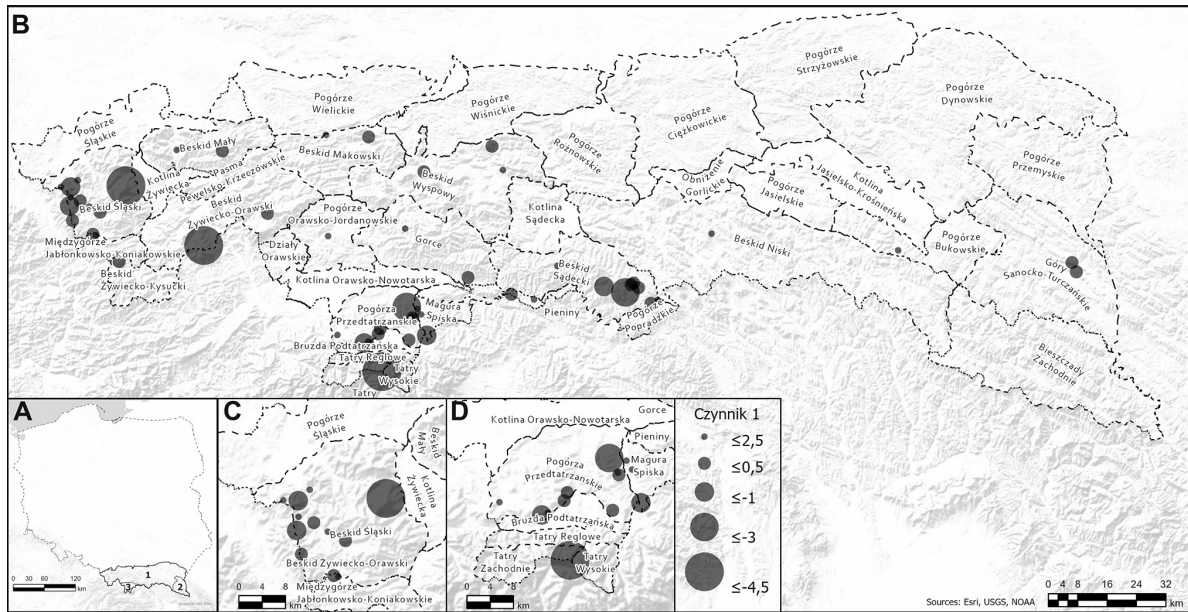 B
Pogórze
Strzyżowskie
Pogórze
Dynowskie
Pogórze
Wielickie
Pogórze
Wiśnickie
Pogórze
Ciężkowickie
Pogórze
Śląskie
Beskid Mały
Beskid Makowski
Pogórze
Rożnowskie
Pogórze
Przemyskie
Kotlina
Żywiecka
Pasma
Pewelsko-Krzeczowskie
Beskid
Wyspowy
Obniżenie
Gorlickie
Pogórze
Jasielskie
Kotlina
Jasielsko-Krośnieńska
Beskid Śląski
Beskid
Żywiecko-Orawski
Pogórze
Orawsko-Jordanowskie
Kotlina
Sądecka
Międzygórze
Jabłonkowsko-Koniakowskie
Działy
Orawskie
Gorce
Beskid Niski
Pogórze
Bukowskie
Beskid
Żywiecko-Kysucki
Kotlina Orawsko-Nowotarska
Beskid
Sądecki
Góry
Sanocko-Turczańskie
Pogórza
Przedtatrzańskie
Magura
Spiska
Pieniny
Pogórze
Popradzkie
Bruzda Podtatrzańska
Tatry Reglowe
Tatry
Wysokie
Tatry
Bieszczady
Zachodnie
A
1
2
3
0 30 60 120
km
C
Pogórze
Śląskie
Beskid
Mały
Kotlina
Żywiecka
Beskid Śląski
Beskid Żywiecko-Orawski
Międzygórze
Jabłonkowsko-Koniakowskie
0 4 8
km
D
Kotlina Orawsko-Nowotarska
Gorce
Pieniny
Pogórza
Przedtatrzańskie
Magura
Spiska
Bruzda Podtatrzańska
Tatry Reglowe
Tatry
Zachodnie
Tatry
Wysokie
0 4 8
km
Czynnik 1
≤2,5
≤0,5
≤-1
≤-3
≤-4,5
Sources: Esri, USGS, NOAA
0 4 8 16 24 32
km